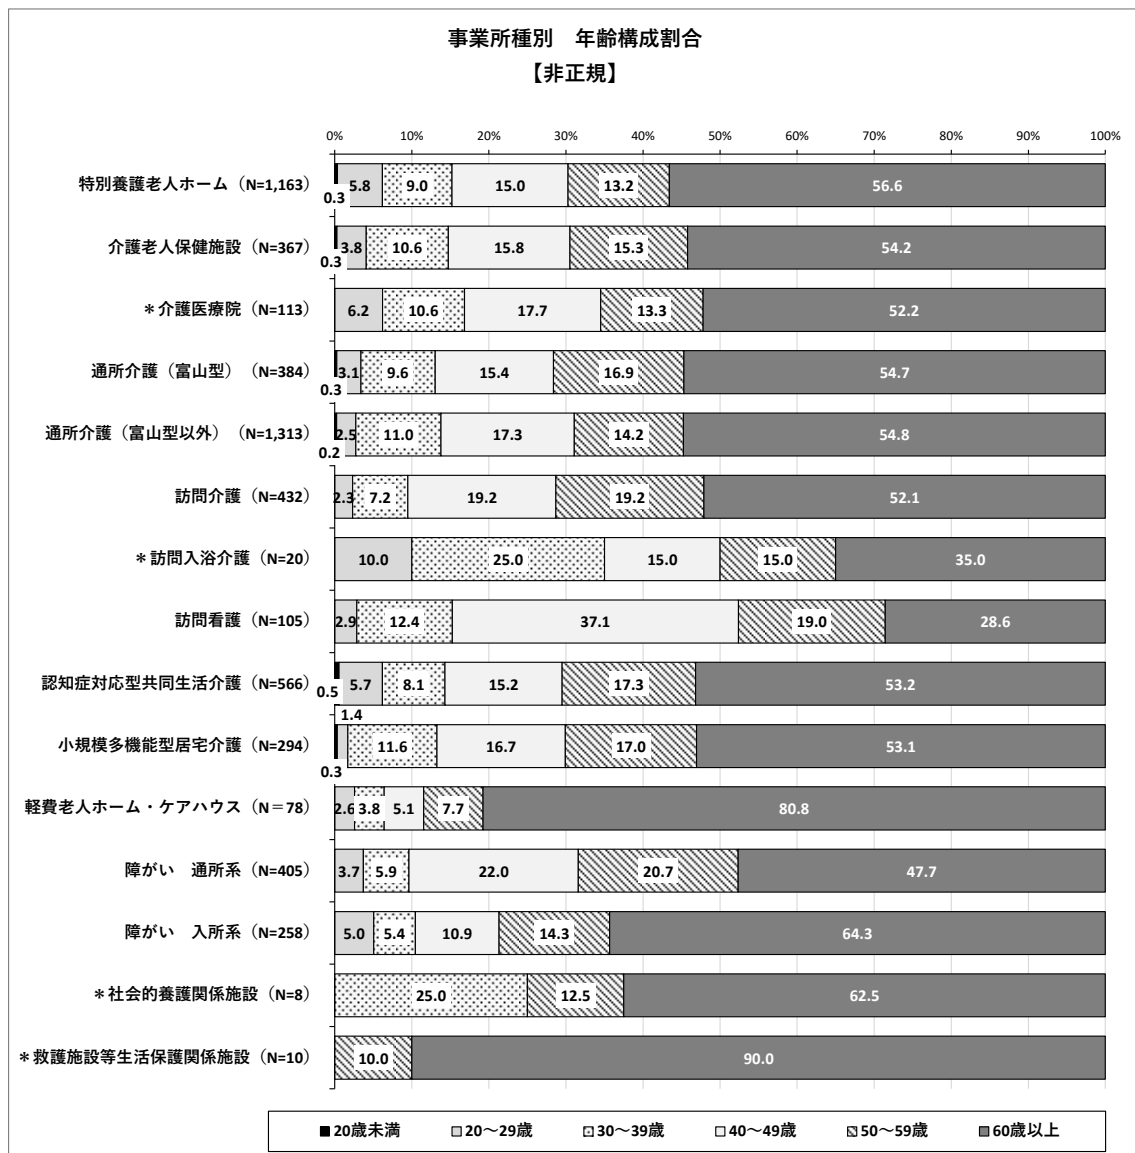 事業所種別　年齢構成割合
【非正規】
0% 10% 20% 30% 40% 50% 60% 70% 80% 90% 100%
特別養護老人ホーム（N=1,163） 0.3 5.8 9.0 15.0 13.2 56.6
介護老人保健施設（N=367） 0.3 3.8 10.6 15.8 15.3 54.2
＊介護医療院（N=113） 6.2 10.6 17.7 13.3 52.2
通所介護（富山型）（N=384） 0.3 3.1 9.6 15.4 16.9 54.7
通所介護（富山型以外）（N=1,313） 0.2 2.5 11.0 17.3 14.2 54.8
訪問介護（N=432） 2.3 7.2 19.2 19.2 52.1
＊訪問入浴介護（N=20） 10.0 25.0 15.0 15.0 35.0
訪問看護（N=105） 2.9 12.4 37.1 19.0 28.6
認知症対応型共同生活介護（N=566） 0.5 5.7 8.1 15.2 17.3 53.2
小規模多機能型居宅介護（N=294） 0.3 1.4 11.6 16.7 17.0 53.1
軽費老人ホーム・ケアハウス（N＝78） 2.6 3.8 5.1 7.7 80.8
障がい　通所系（N=405） 3.7 5.9 22.0 20.7 47.7
障がい　入所系（N=258） 5.0 5.4 10.9 14.3 64.3
＊社会的養護関係施設（N=8） 25.0 12.5 62.5
＊救護施設等生活保護関係施設（N=10） 10.0 90.0
20歳未満 20～29歳 30～39歳 40～49歳 50～59歳 60歳以上